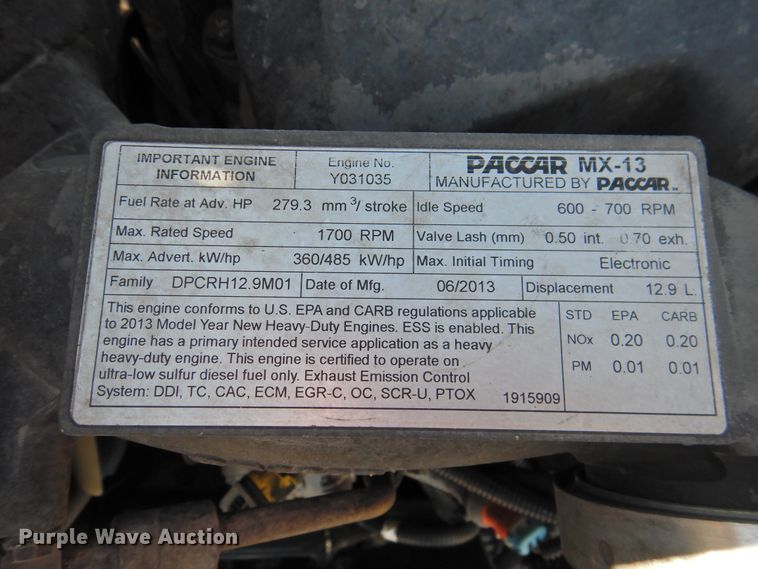 IMPORTANT ENGINE
INFORMATION
Engine No.
Y031035
PACCAR MX-13
MANUFACTURED BY PACCAR INC
Fuel Rate at Adv. HP 279.3 mm³/ stroke
Idle Speed 600 - 700 RPM
Max. Rated Speed 1700 RPM
Valve Lash (mm) 0.50 int. 0.70 exh.
Max. Advert. kW/hp 360/485 kW/hp
Max. Initial Timing Electronic
Family DPCRH12.9M01
Date of Mfg. 06/2013
Displacement 12.9 L
This engine conforms to U.S. EPA and CARB regulations applicable
to 2013 Model Year New Heavy-Duty Engines. ESS is enabled. This
engine has a primary intended service application as a heavy
heavy-duty engine. This engine is certified to operate on
ultra-low sulfur diesel fuel only. Exhaust Emission Control
System: DDI, TC, CAC, ECM, EGR-C, OC, SCR-U, PTOX 1915909
STD EPA CARB
NOx 0.20 0.20
PM 0.01 0.01
Purple Wave Auction